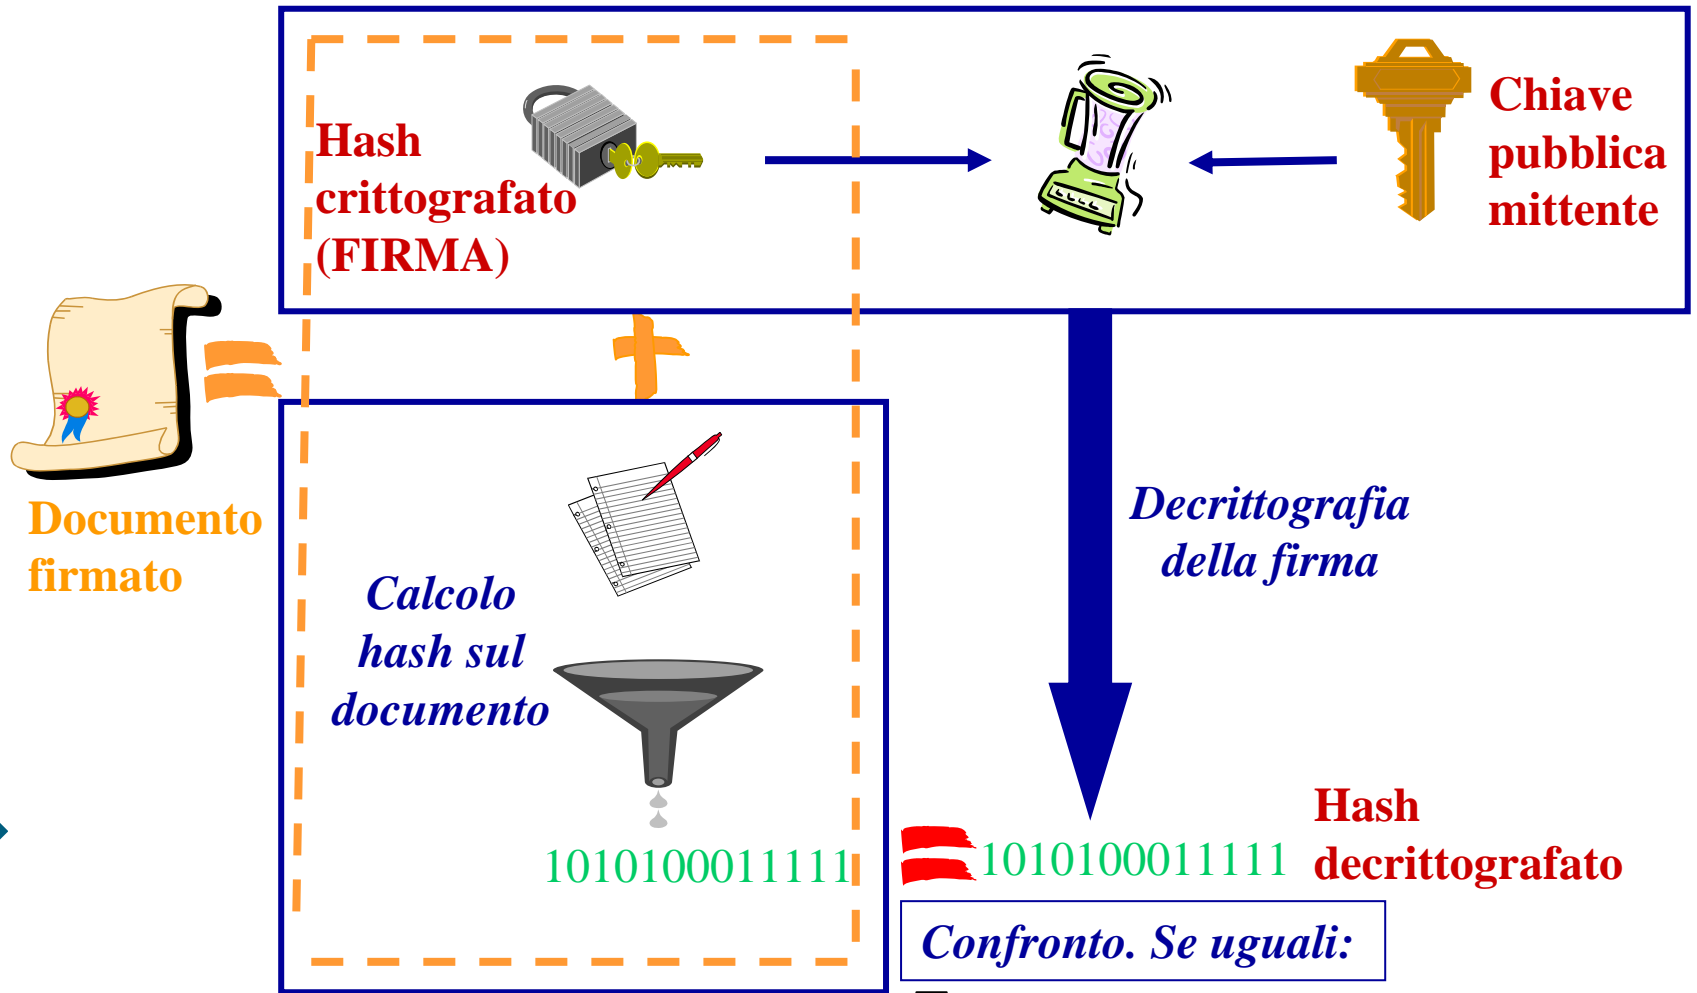 Hash
crittografato
(FIRMA)
Chiave
pubblica
mittente
Documento
firmato
Calcolo
hash sul
documento
Decrittografia
della firma
1010100011111
1010100011111
Hash
decrittografato
Confronto. Se uguali: